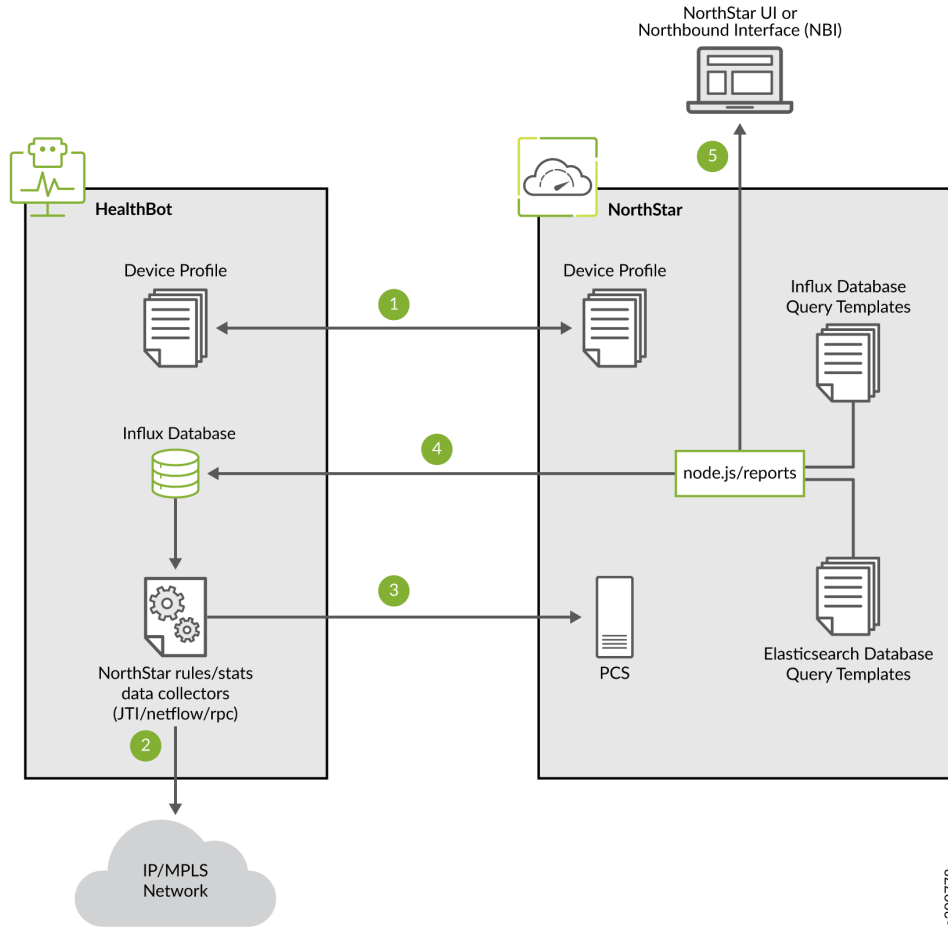 NorthStar UI or
Northbound Interface (NBI)
5
HealthBot
NorthStar
Device Profile
Device Profile
1
Influx Database
Query Templates
Influx Database
4
node.js/reports
3
NorthStar rules/stats
data collectors
(JTI/netflow/rpc)
PCS
Elasticsearch Database
Query Templates
2
IP/MPLS
Network